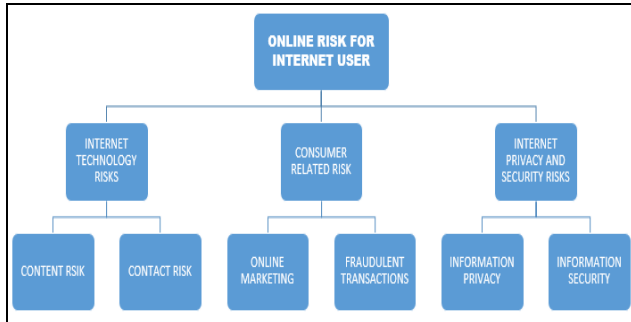 ONLINE RISK FOR
INTERNET USER
INTERNET
TECHNOLOGY
RISKS
CONSUMER
RELATED RISK
INTERNET
PRIVACY AND
SECURITY RISKS
CONTENT RSIK
CONTACT RISK
ONLINE
MARKETING
FRAUDULENT
TRANSACTIONS
INFORMATION
PRIVACY
INFORMATION
SECURITY